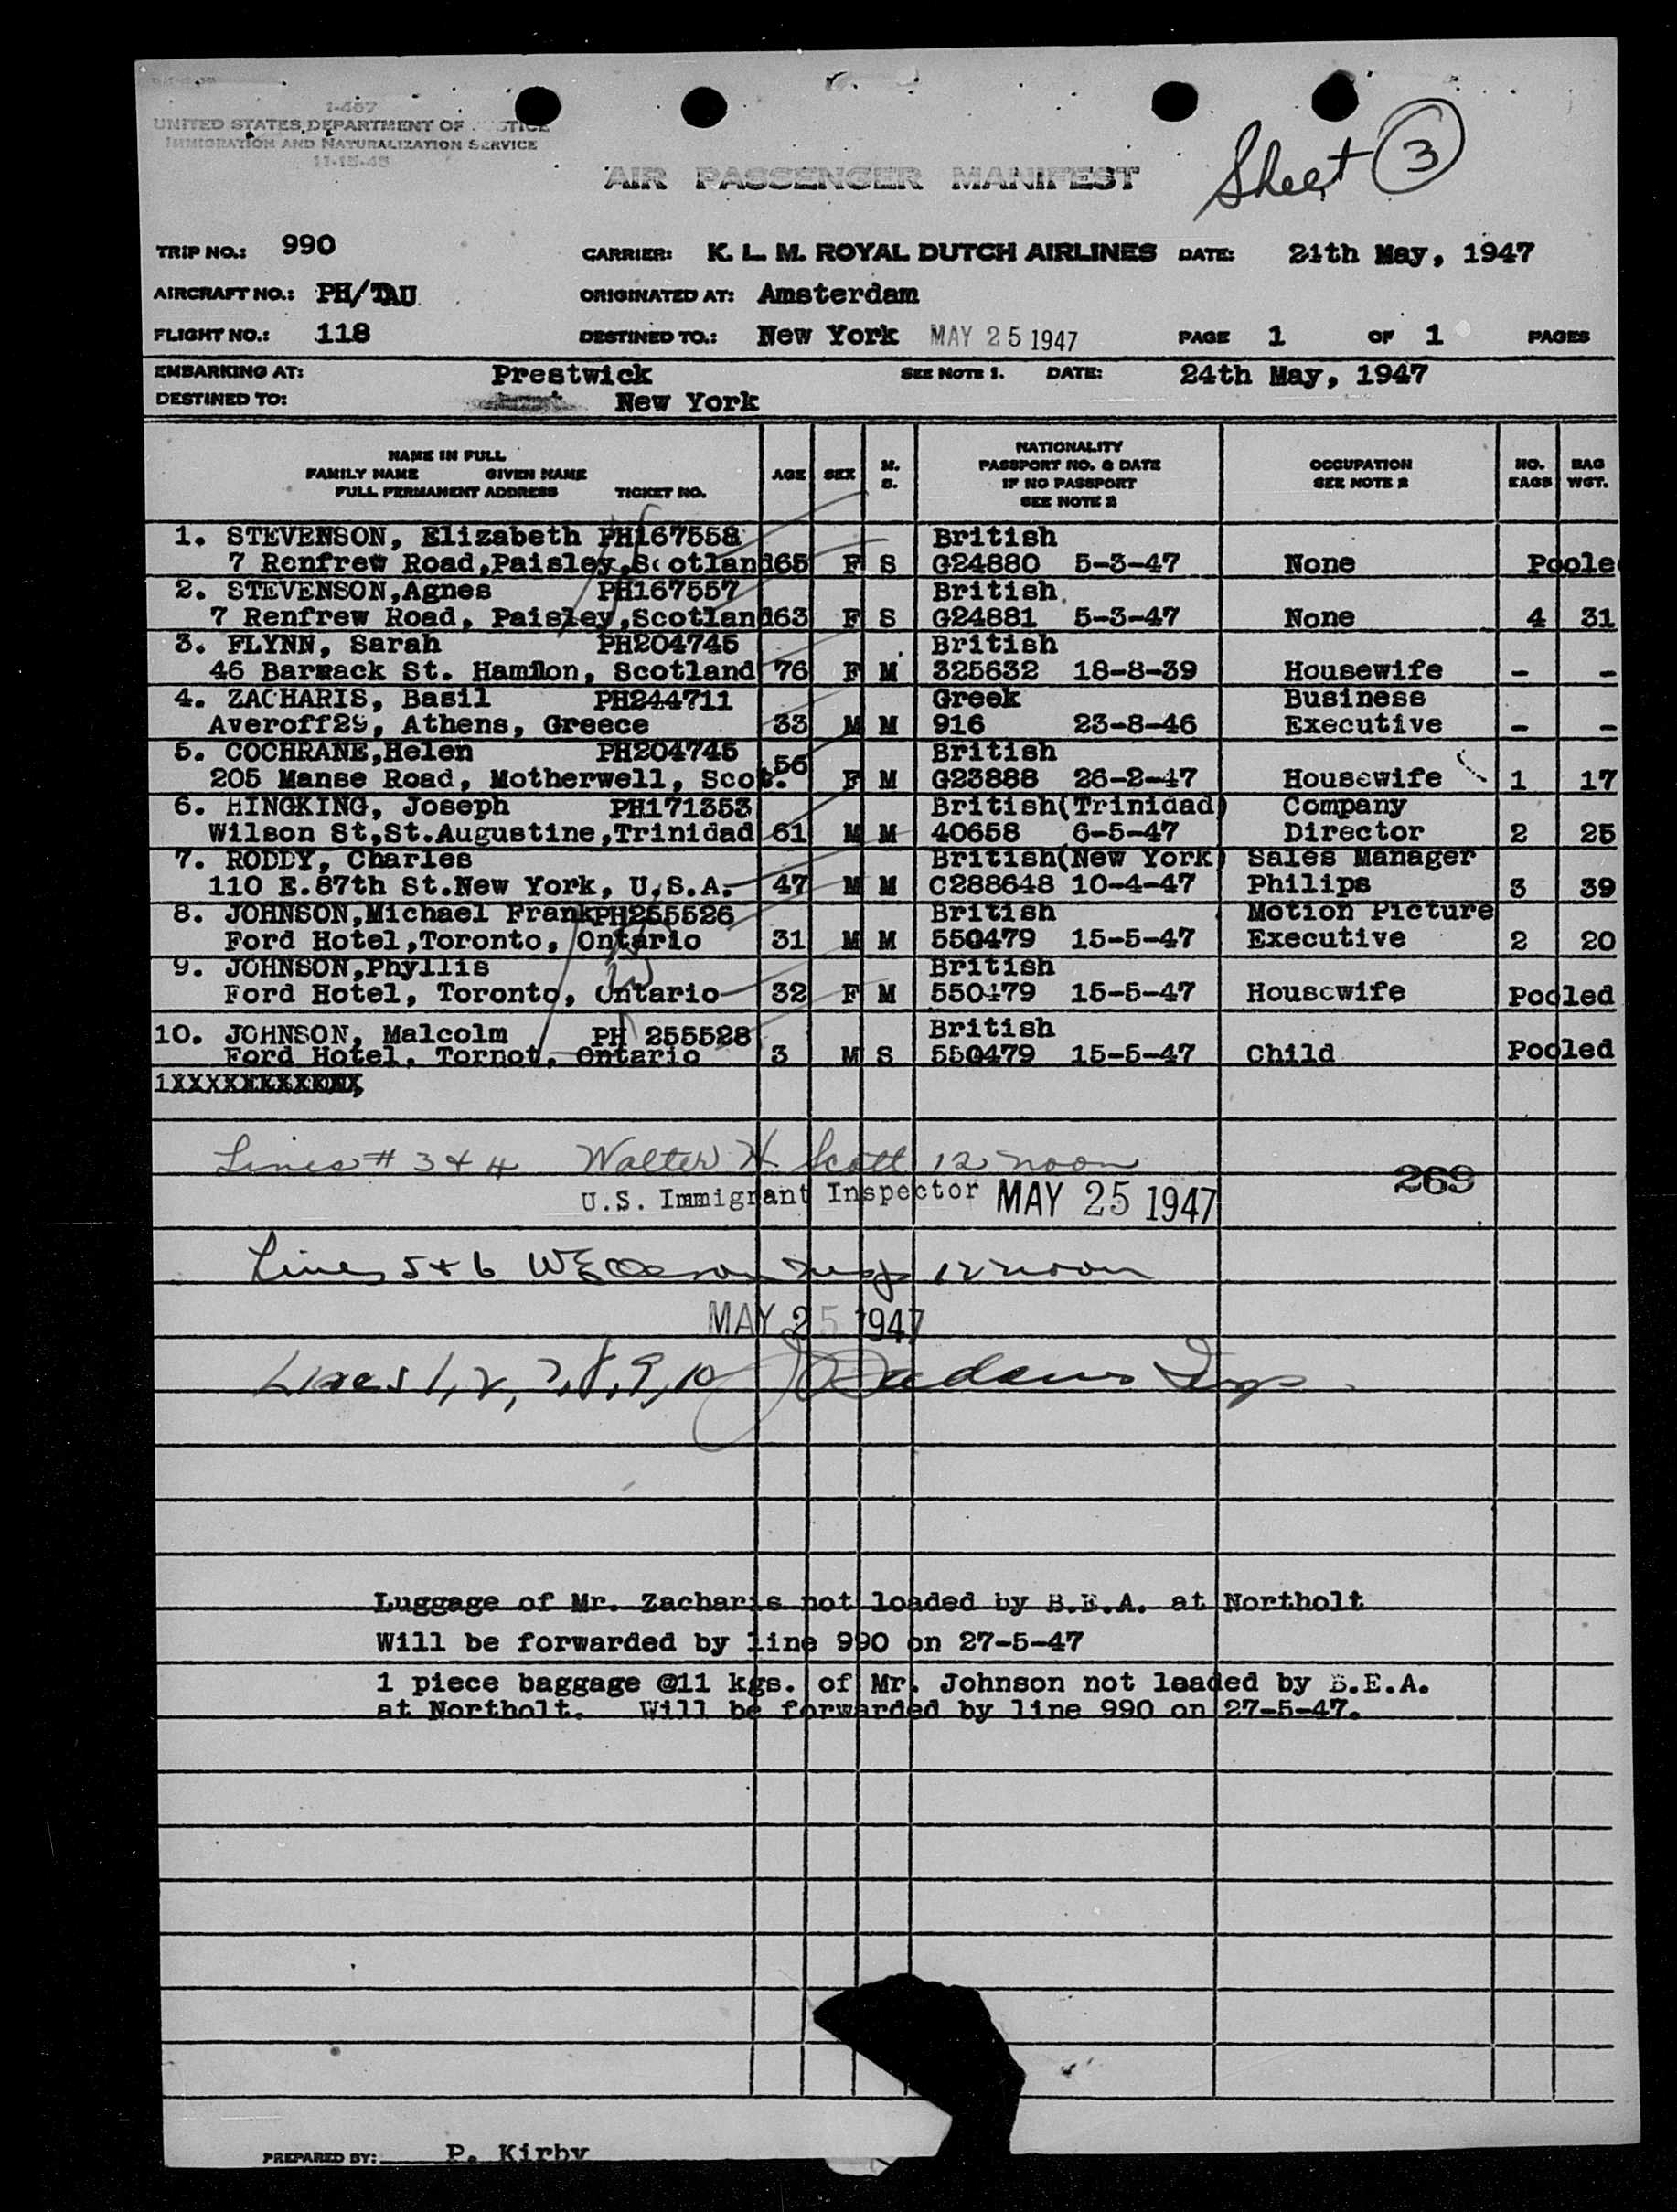 1-467
UNITED STATES DEPARTMENT OF JUSTICE
IMMIGRATION AND NATURALIZATION SERVICE
11-15-45
AIR PASSENGER MANIFEST
Sheet 3
TRIP NO.: 990 CARRIER: K. L. M. ROYAL DUTCH AIRLINES DATE: 24th May, 1947
AIRCRAFT NO.: PH/TAU ORIGINATED AT: Amsterdam
FLIGHT NO.: 118 DESTINED TO.: New York MAY 25 1947 PAGE 1 OF 1 PAGES
EMBARKING AT: Prestwick SEE NOTE 1. DATE: 24th May, 1947
DESTINED TO: New York
NAME IN FULL
FAMILY NAME GIVEN NAME
FULL PERMANENT ADDRESS TICKET NO.
AGE SEX M. S.
NATIONALITY
PASSPORT NO. & DATE
IF NO PASSPORT
SEE NOTE 2
OCCUPATION
SEE NOTE 2
NO. BAGS
BAG WGT.
1. STEVENSON, Elizabeth PH167558 British
7 Renfrew Road,Paisley,Scotland 65 F S G24880 5-3-47 None Poole
2. STEVENSON,Agnes PH167557 British
7 Renfrew Road, Paisley,Scotland 63 F S G24881 5-3-47 None 4 31
3. FLYNN, Sarah PH204745 British
46 Barrack St. Hamilon, Scotland 76 F M 325632 18-8-39 Housewife - -
4. ZACHARIS, Basil PH244711 Greek Business
Averoff29, Athens, Greece 33 M M 916 23-8-46 Executive - -
5. COCHRANE,Helen PH204746 British
205 Manse Road, Motherwell, Scot. 56 F M G23888 26-2-47 Housewife 1 17
6. HINGKING, Joseph PH171353 British(Trinidad) Company
Wilson St,St.Augustine,Trinidad 61 M M 40658 6-5-47 Director 2 25
7. RODDY, Charles British(New York) Sales Manager
110 E.87th St.New York, U.S.A. 47 M M C288648 10-4-47 Philips 3 39
8. JOHNSON,Michael Frank PH255526 British Motion Picture
Ford Hotel,Toronto, Ontario 31 M M 550479 15-5-47 Executive 2 20
9. JOHNSON,Phyllis British
Ford Hotel, Toronto, Ontario 32 F M 550479 15-5-47 Housewife Pooled
10. JOHNSON, Malcolm PH 255528 British
Ford Hotel, Tornot, Ontario 3 M S 550479 15-5-47 Child Pooled
Lines # 3 & 4 Walter H Scott 12 noon
U.S. Immigrant Inspector MAY 25 1947
269
Lines 5 & 6 Insp 12 noon
MAY 25 1947
Lines 1, 2, 7, 8, 9, 10 Insp.
Luggage of Mr. Zacharis not loaded by B.E.A. at Northolt
Will be forwarded by line 990 on 27-5-47
1 piece baggage @11 kgs. of Mr. Johnson not leaded by B.E.A.
at Northolt. Will be forwarded by line 990 on 27-5-47.
PREPARED BY: P. Kirby